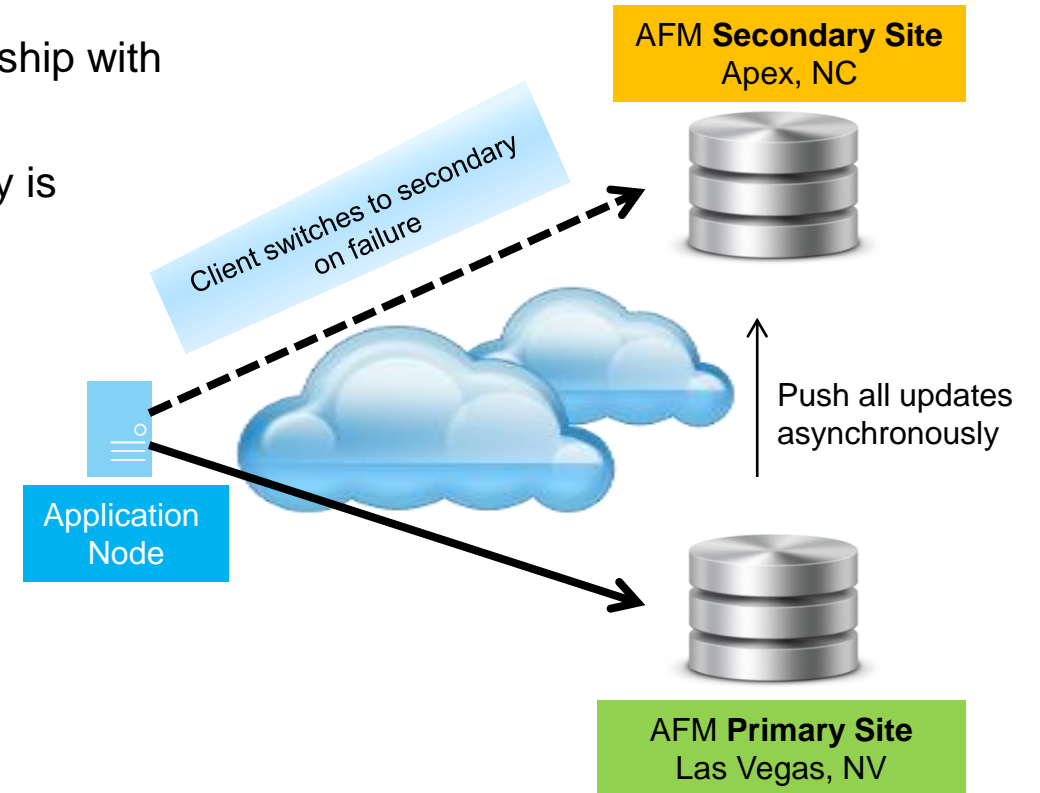 ship with
y is
AFM Secondary Site
Apex, NC
Client switches to secondary
on failure
Push all updates
asynchronously
Application
Node
AFM Primary Site
Las Vegas, NV